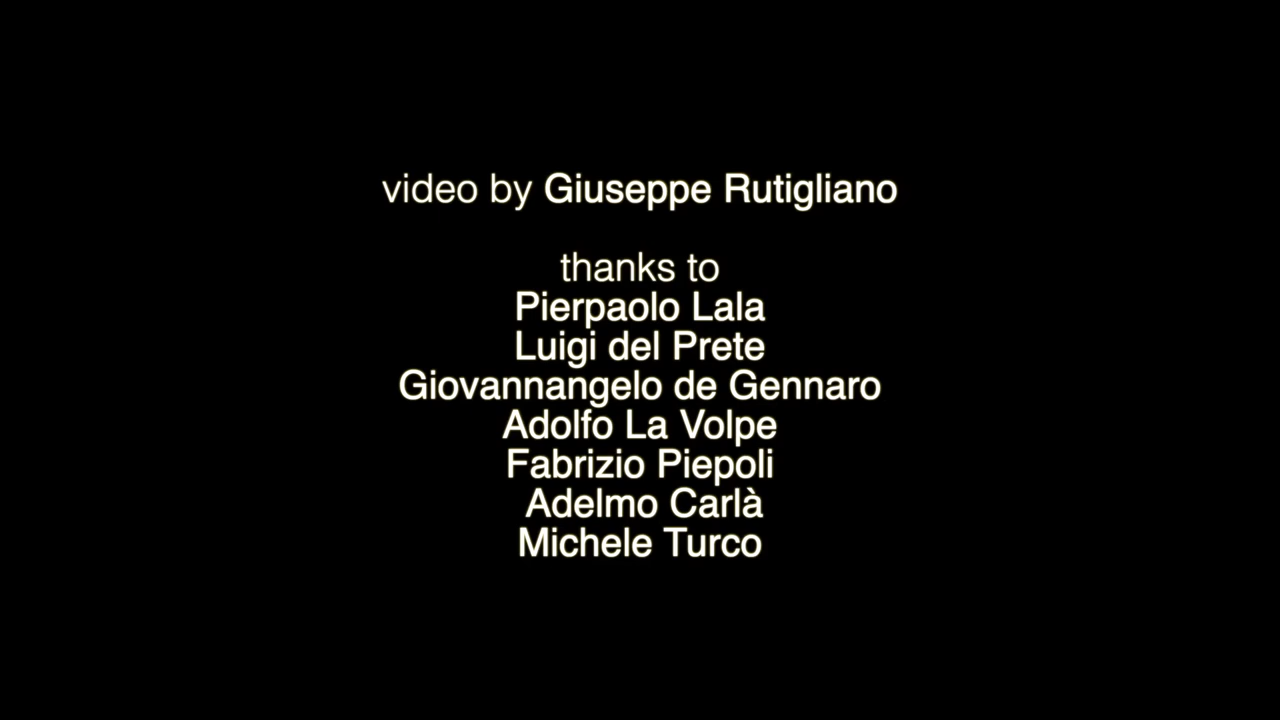 video by Giuseppe Rutigliano
thanks to
Pierpaolo Lala
Luigi del Prete
Giovannangelo de Gennaro
Adolfo La Volpe
Fabrizio Piepoli
Adelmo Carlà
Michele Turco